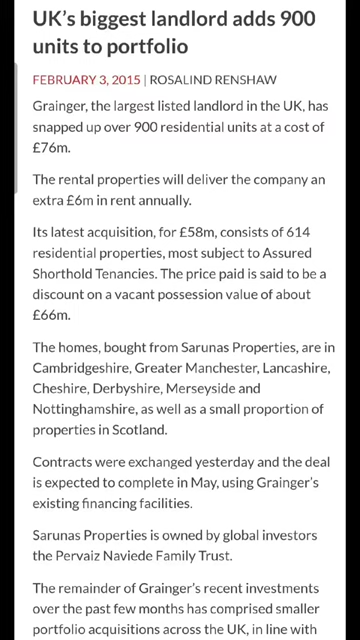 UK's biggest landlord adds 900
units to portfolio
FEBRUARY 3, 2015 | ROSALIND RENSHAW
Grainger, the largest listed landlord in the UK, has
snapped up over 900 residential units at a cost of
£76m.
The rental properties will deliver the company an
extra £6m in rent annually.
Its latest acquisition, for £58m, consists of 614
residential properties, most subject to Assured
Shorthold Tenancies. The price paid is said to be a
discount on a vacant possession value of about
£66m.
The homes, bought from Sarunas Properties, are in
Cambridgeshire, Greater Manchester, Lancashire,
Cheshire, Derbyshire, Merseyside and
Nottinghamshire, as well as a small proportion of
properties in Scotland.
Contracts were exchanged yesterday and the deal
is expected to complete in May, using Grainger's
existing financing facilities.
Sarunas Properties is owned by global investors
the Pervaiz Naviede Family Trust.
The remainder of Grainger's recent investments
over the past few months has comprised smaller
portfolio acquisitions across the UK, in line with